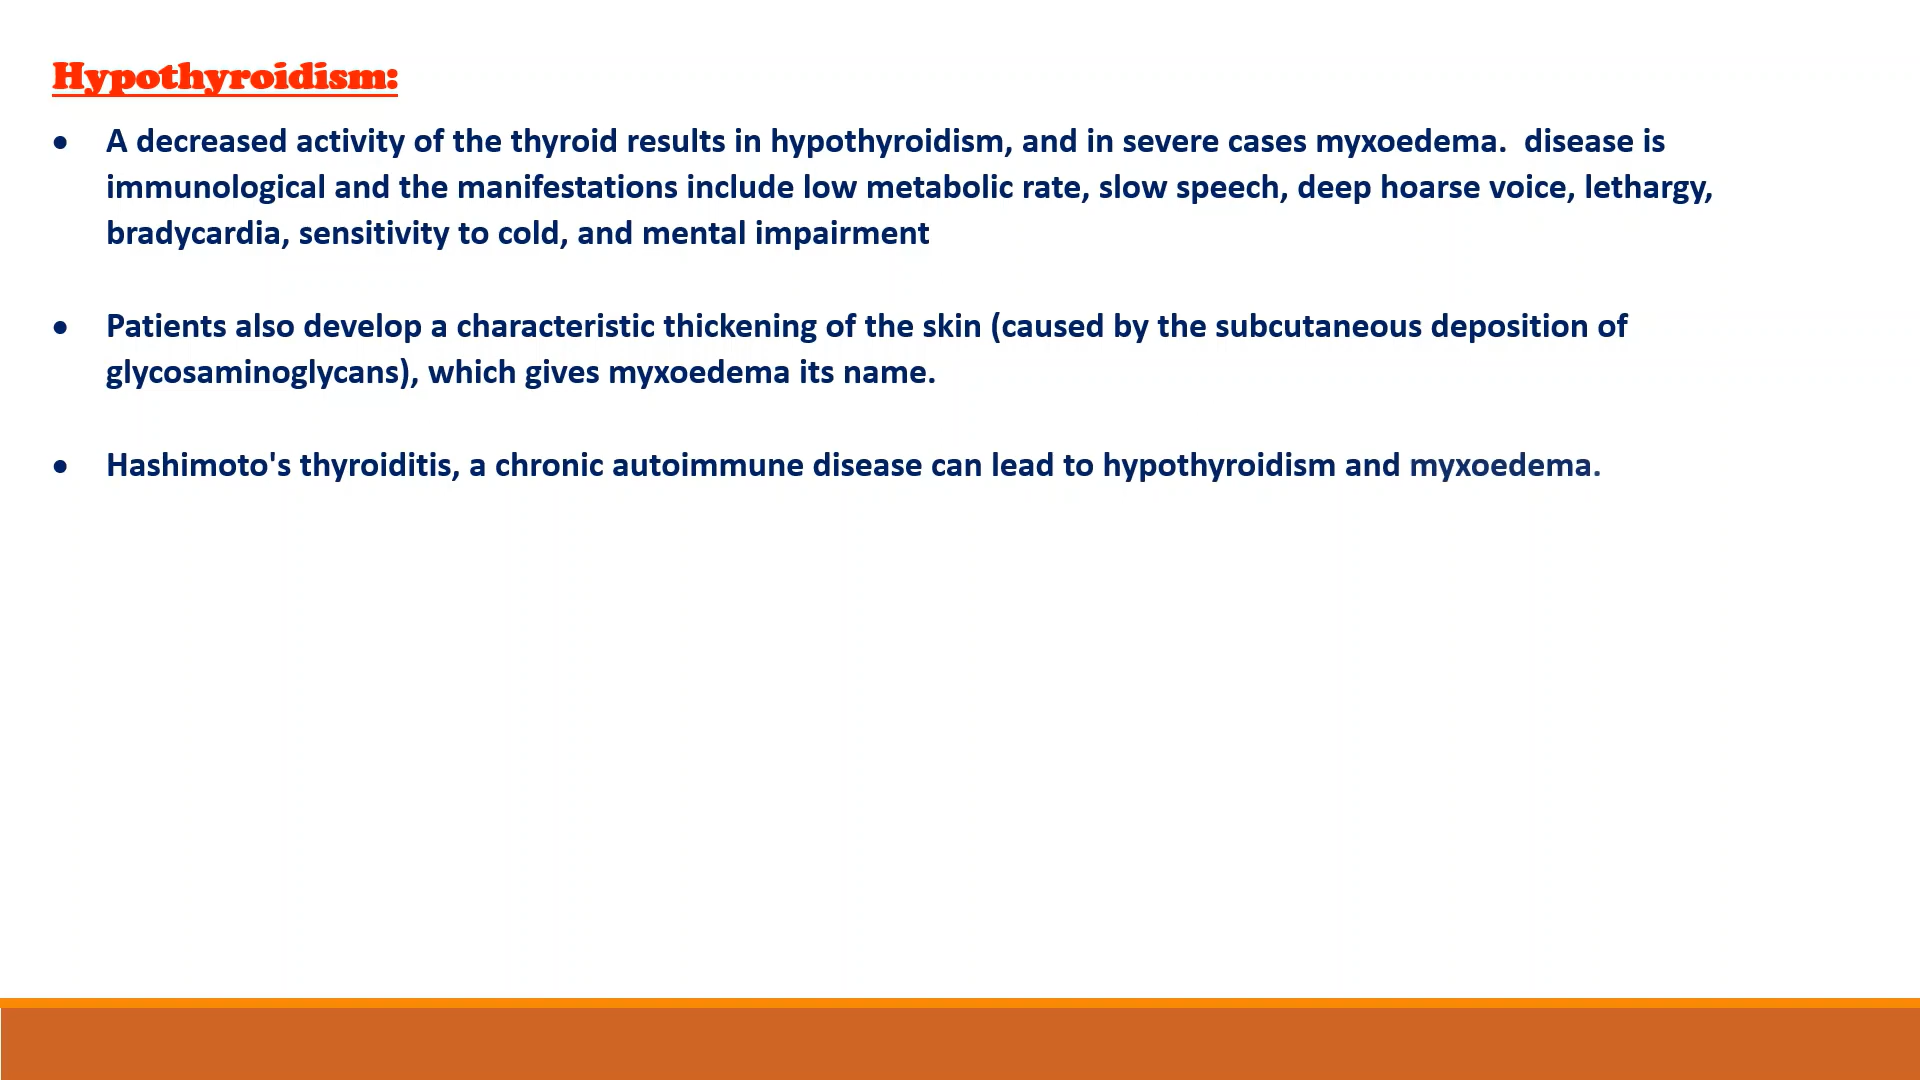 Hypothyroidism:
• A decreased activity of the thyroid results in hypothyroidism, and in severe cases myxoedema.  disease is
immunological and the manifestations include low metabolic rate, slow speech, deep hoarse voice, lethargy,
bradycardia, sensitivity to cold, and mental impairment
• Patients also develop a characteristic thickening of the skin (caused by the subcutaneous deposition of
glycosaminoglycans), which gives myxoedema its name.
• Hashimoto's thyroiditis, a chronic autoimmune disease can lead to hypothyroidism and myxoedema.